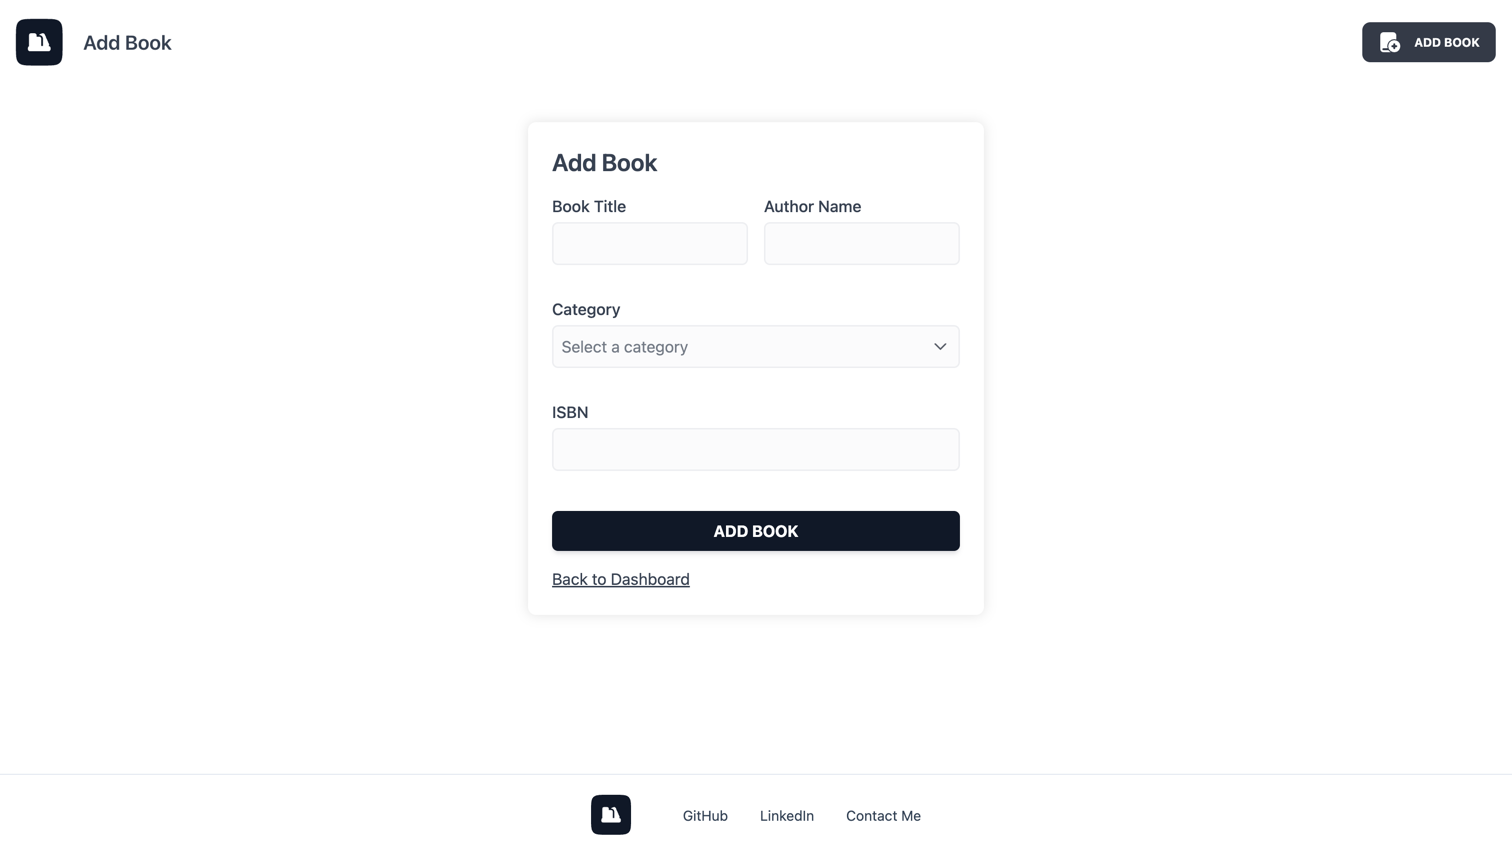 Add Book
ADD BOOK
Add Book
Book Title
Author Name
Category
Select a category
ISBN
ADD BOOK
Back to Dashboard
GitHub
LinkedIn
Contact Me